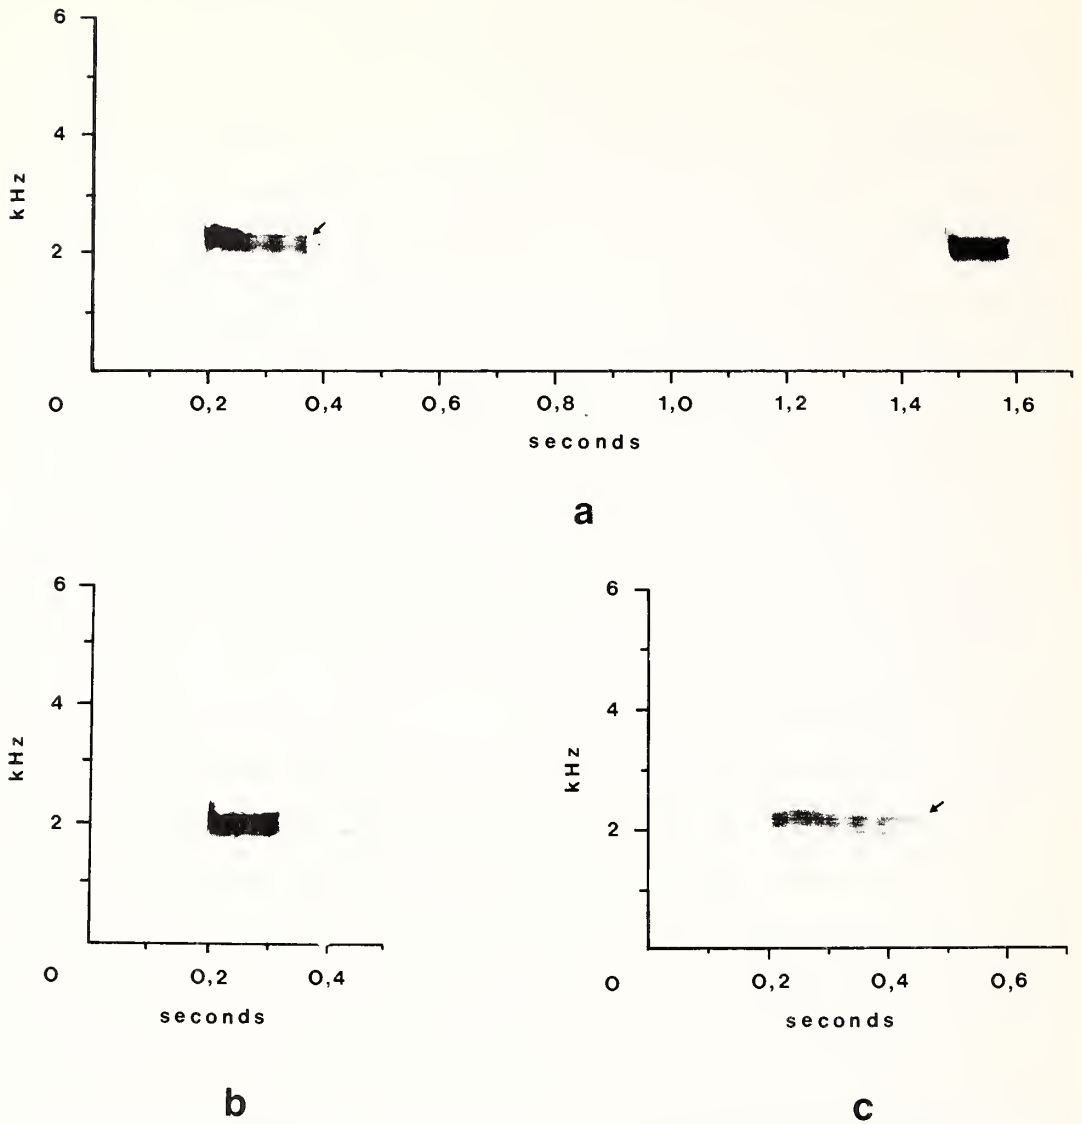 6
4
2
kHz
O O,2 O,4 O,6 O,8 1,O 1,2 1,4 1,6
seconds
a
6
4
2
kHz
O O,2 O,4
seconds
b
6
4
2
kHz
O O,2 O,4 O,6
seconds
c